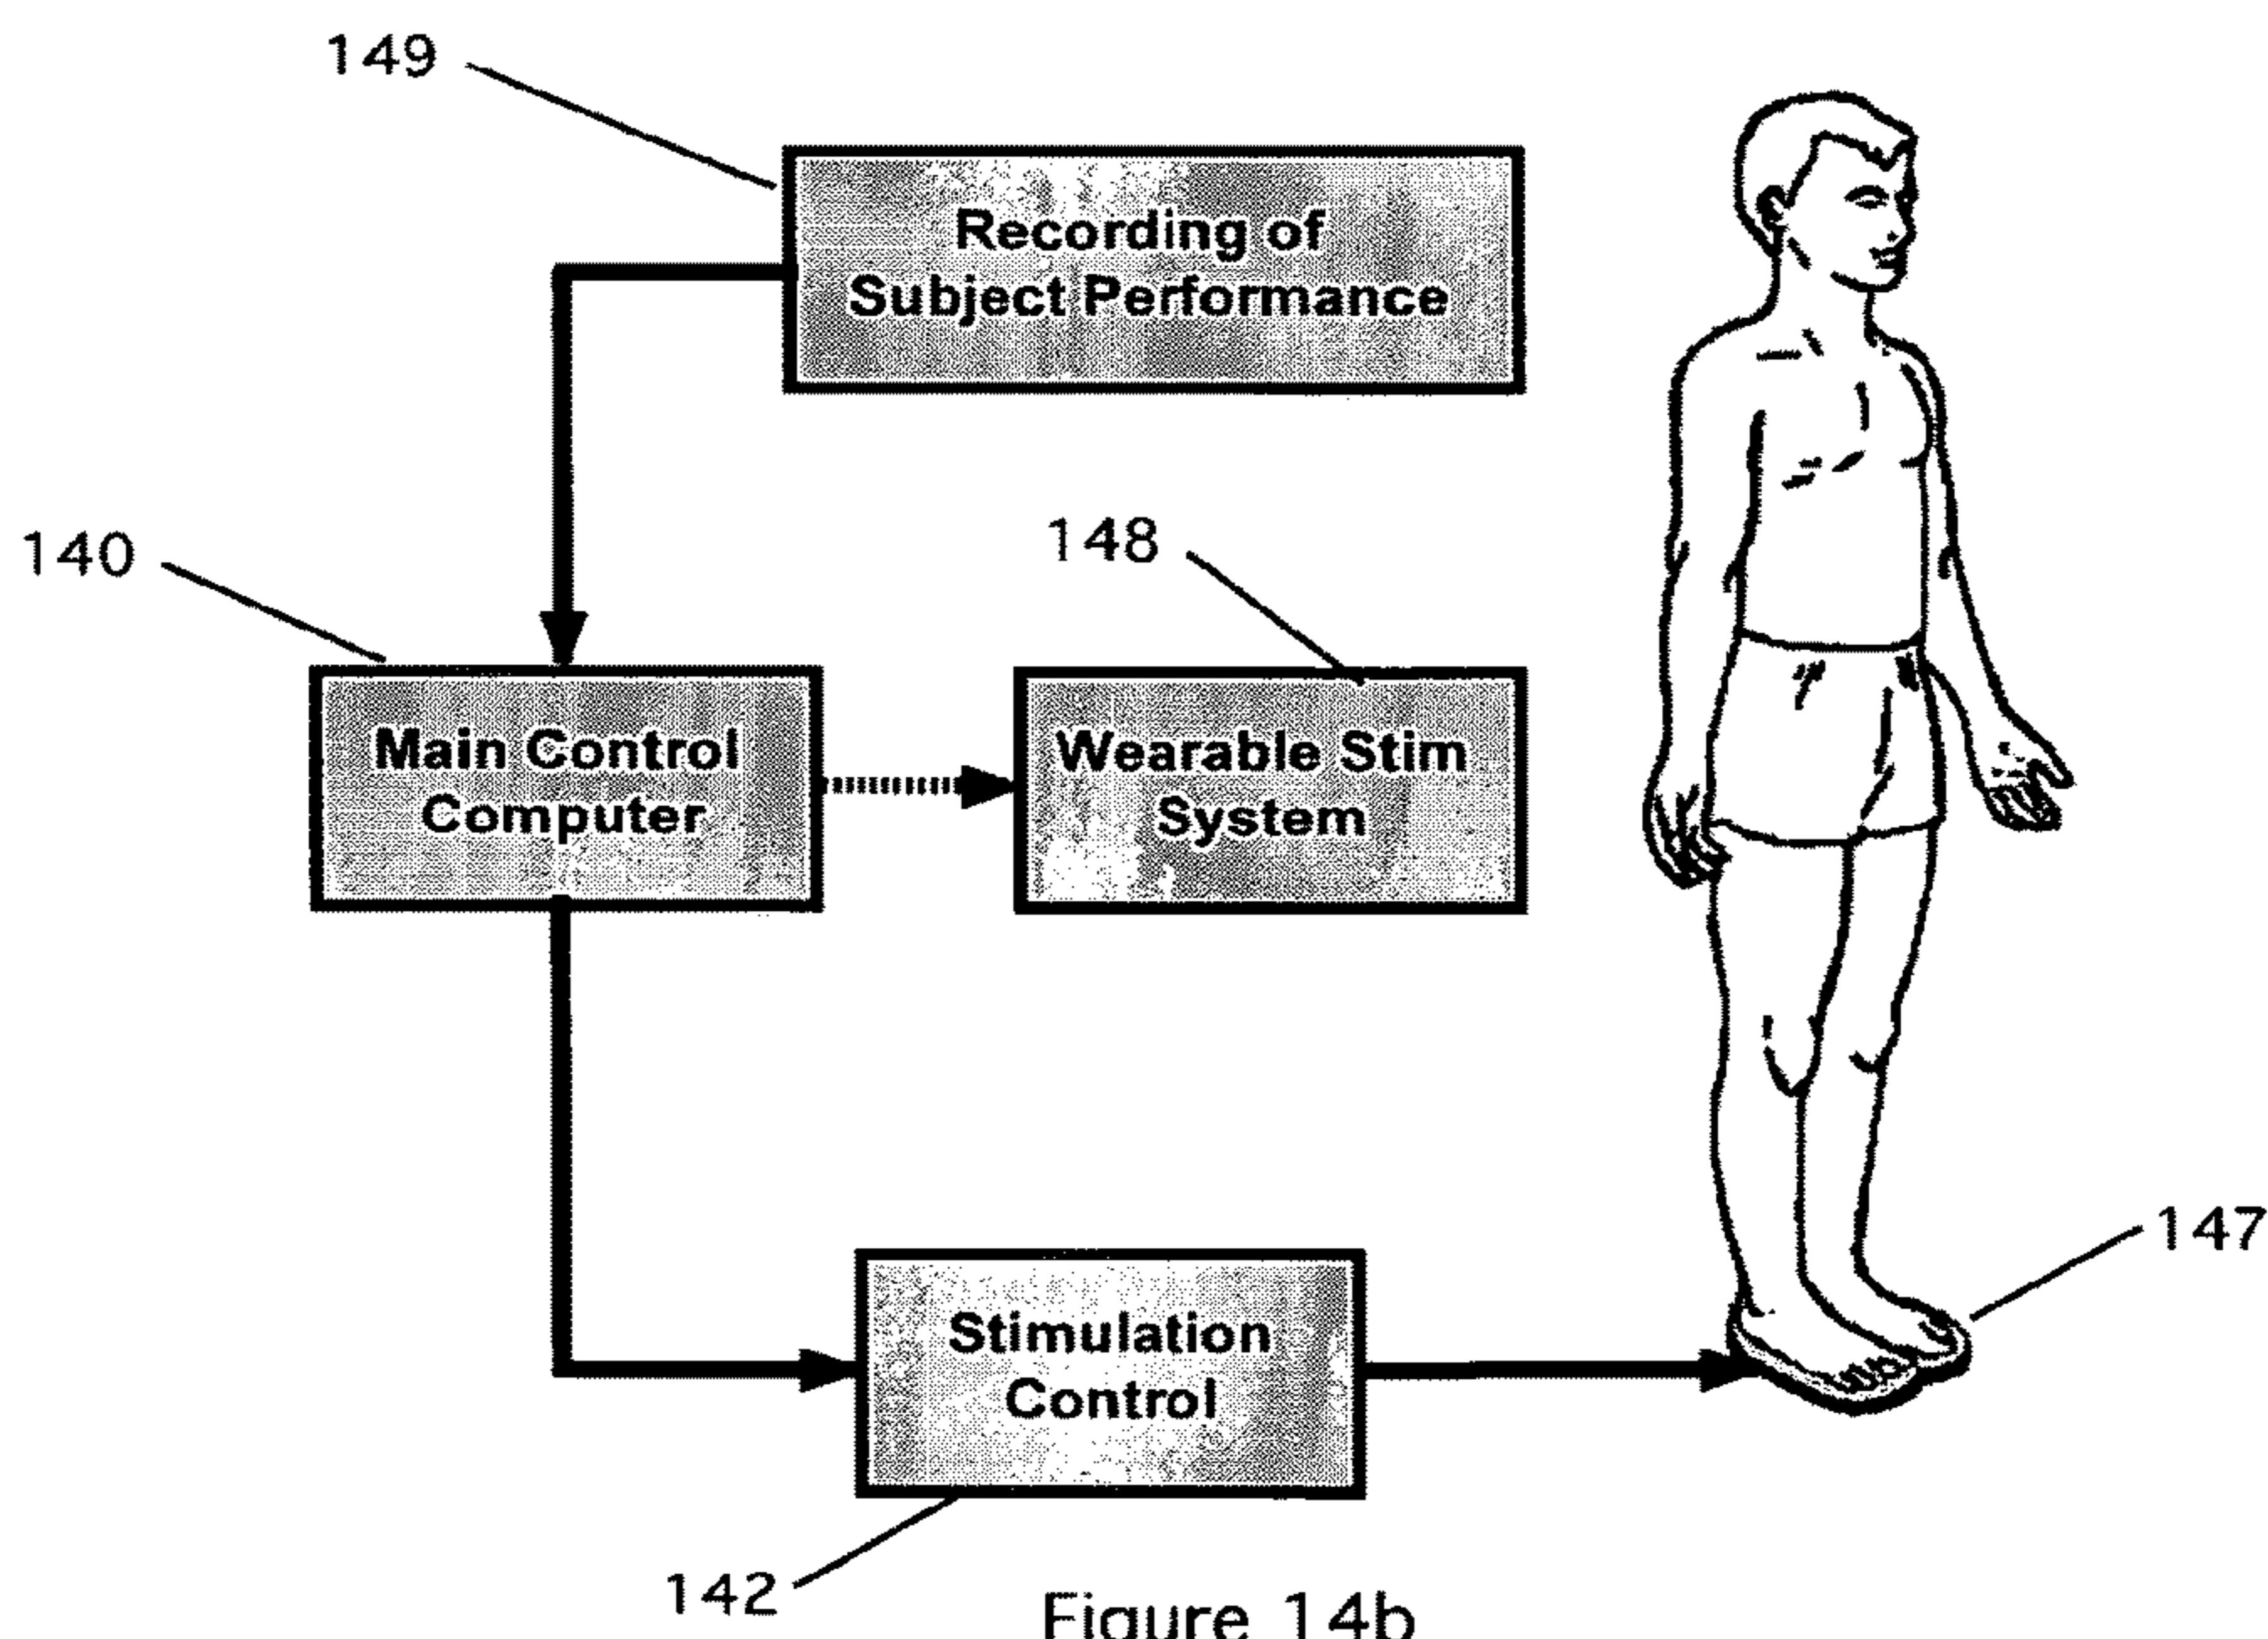 149
Recording of
Subject Performance
140
148
Main Control
Computer
Wearable Stim
System
147
Stimulation
Control
142
Figure 14b